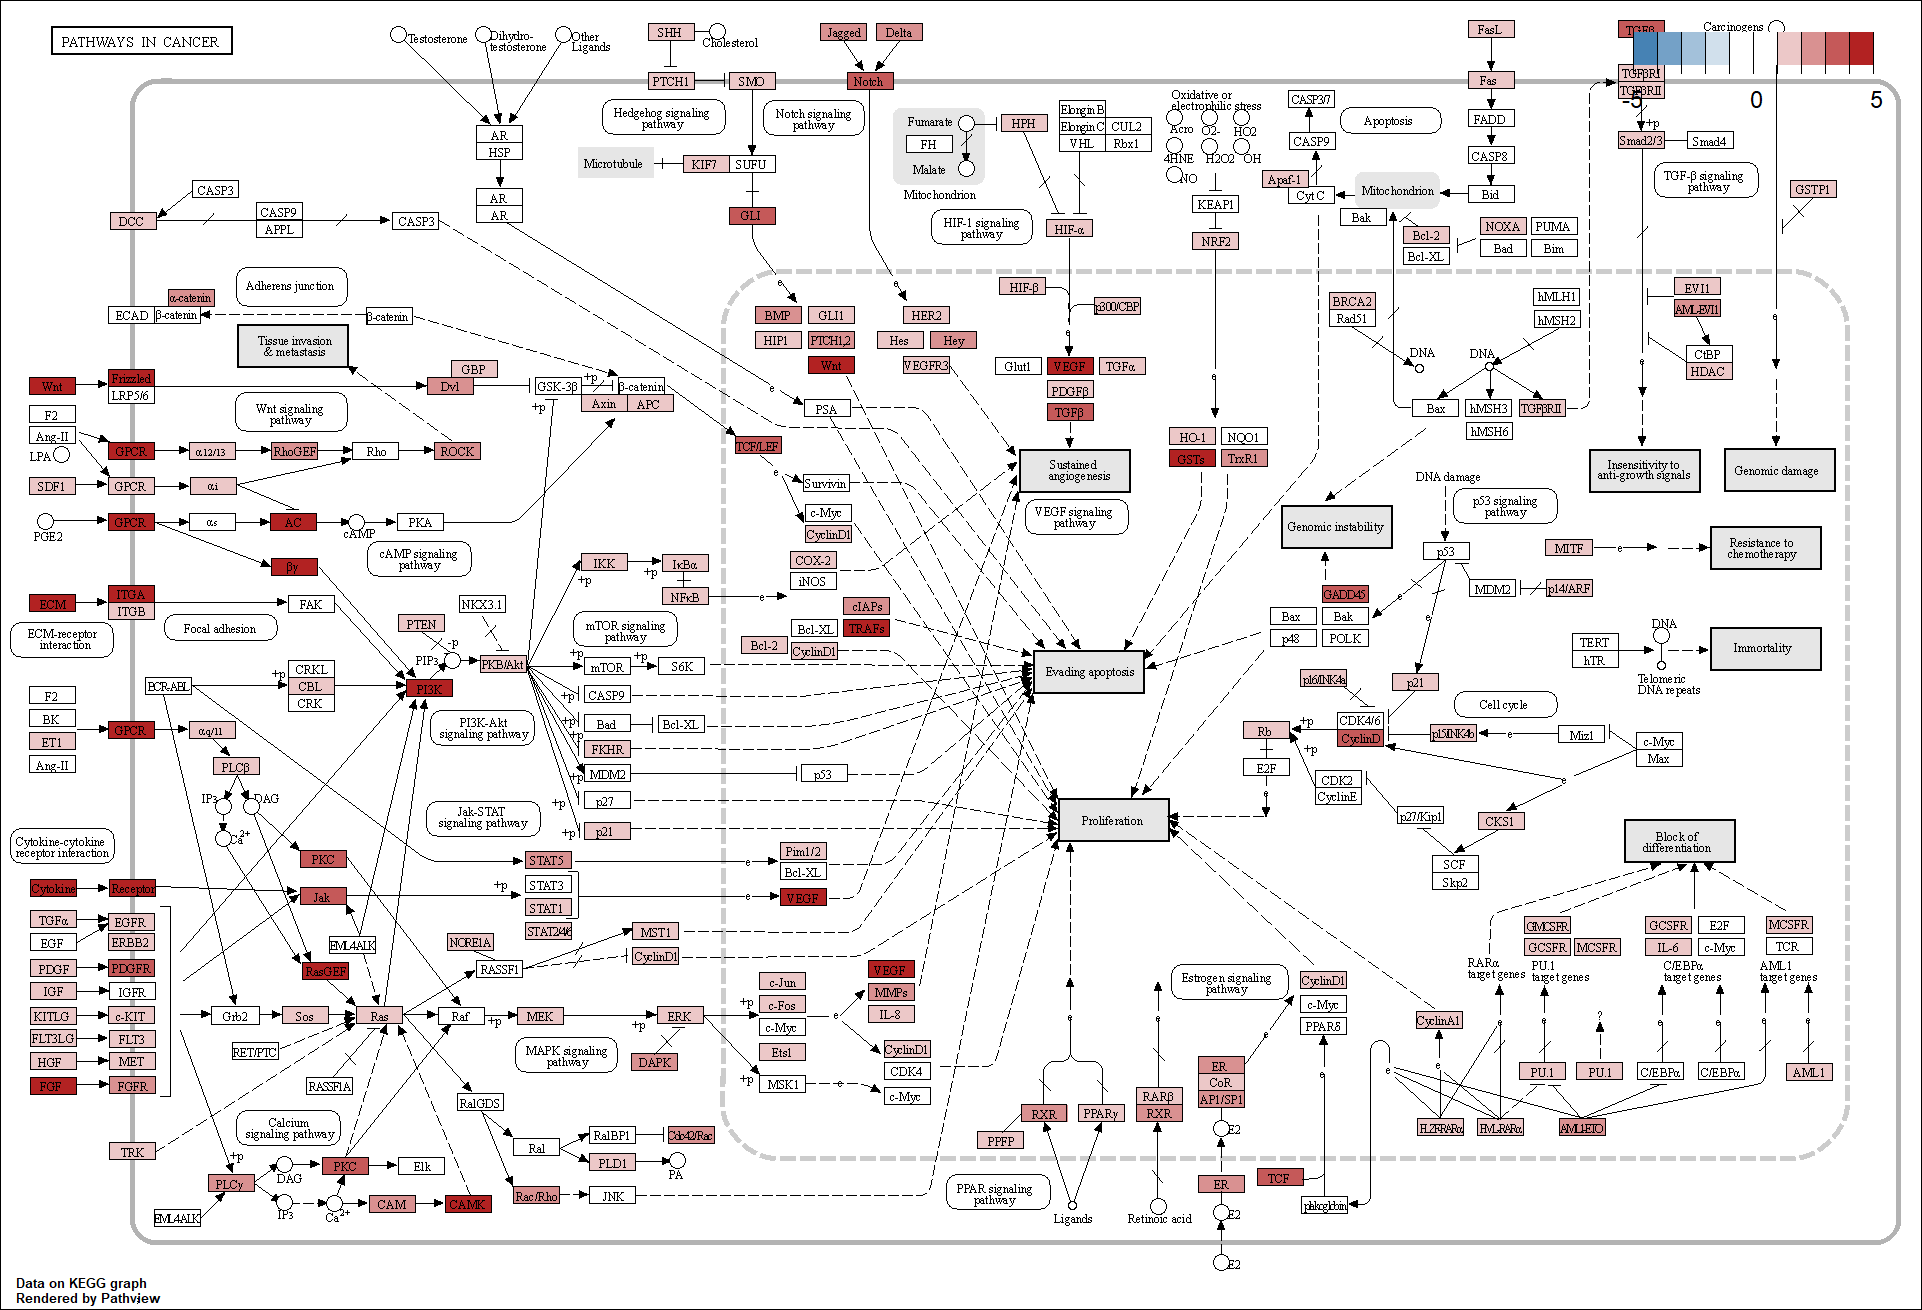 PATHWAYS IN CANCER
Testosterone
Dihydro-
testosterone
Other
Ligands
SHH
Cholesterol
PTCH1
SMO
Hedgehog signaling
pathway
Microtubule
KIF7
SUFU
GLI
Jagged
Delta
Notch
Notch signaling
pathway
AR
HSP
AR
AR
Fumarate
FH
Malate
Mitochondrion
HPH
Elongin B
Elongin C
CUL2
VHL
Rbx1
HIF-1 signaling
pathway
HIF-α
Oxidative or
electrophilic stress
Acro
O2-
HO2
4HNE
H2O2
OH
NO
KEAP1
NRF2
CASP3/7
CASP9
Apaf-1
Cyt C
Apoptosis
Mitochondrion
FasL
Fas
FADD
CASP8
Bid
Bak
Bcl-2
Bcl-XL
NOXA
PUMA
Bad
Bim
TGFβ
TGFβRI
TGFβRII
-5
0
5
+p
Smad2/3
Smad4
TGF-β signaling
pathway
Carcinogens
GSTP1
CASP3
DCC
CASP9
APPL
CASP3
Adherens junction
α-catenin
ECAD
β-catenin
β-catenin
Tissue invasion
& metastasis
Wnt
Frizzled
LRP5/6
GBP
Dvl
GSK-3β
+p
β-catenin
+p
Axin
APC
Wnt signaling
pathway
F2
Ang-II
LPA
GPCR
α12/13
RhoGEF
Rho
ROCK
SDF1
GPCR
αi
PGE2
GPCR
αs
AC
cAMP
PKA
cAMP signaling
pathway
βγ
ECM
ITGA
ITGB
FAK
Focal adhesion
ECM-receptor
interaction
PTEN
PIP3
-p
NKX3.1
PKB/Akt
PI3K
BCR-ABL
CRKL
CBL
CRK
+p
PI3K-Akt
signaling pathway
F2
BK
ET1
Ang-II
GPCR
αq/11
PLCβ
IP3
DAG
Ca2+
PKC
Jak-STAT
signaling pathway
Cytokine-cytokine
receptor interaction
Cytokine
Receptor
Jak
TGFα
EGF
EGFR
ERBB2
PDGF
PDGFR
IGF
IGFR
KITLG
c-KIT
FLT3LG
FLT3
HGF
MET
FGF
FGFR
EML4ALK
RasGEF
Grb2
Sos
Ras
Raf
RET/PTC
RASSF1A
NORE1A
RASSF1
+p
MEK
+p
ERK
DAPK
MAPK signaling
pathway
TRK
Calcium
signaling pathway
+p
PLCγ
DAG
IP3
Ca2+
PKC
Elk
CAM
CAMK
EML4ALK
RalGDS
Ral
RalBP1
Cdc42/Rac
PLD1
PA
Rac/Rho
JNK
IKK
+p
+p
IκBα
NFκB
e
mTOR signaling
pathway
+p
mTOR
+p
S6K
+p
CASP9
+p
Bad
Bcl-XL
+p
FKHR
+p
MDM2
p53
+p
p27
+p
p21
STAT5
+p
STAT3
STAT1
STAT2/4/6
e
e
MST1
CyclinD1
Pim1/2
Bcl-XL
VEGF
e
BMP
GLI1
HIP1
PTCH1,2
Wnt
e
HER2
Hes
Hey
VEGFR3
HIF-β
p300/CBP
e
Glut1
VEGF
TGFα
PDGFβ
TGFβ
e
PSA
TCF/LEF
e
Survivin
c-Myc
CyclinD1
COX-2
iNOS
cIAPs
Bcl-XL
TRAFs
Bcl-2
CyclinD1
Sustained
angiogenesis
VEGF signaling
pathway
Evading apoptosis
Proliferation
e
HO-1
NQO1
GSTs
TrxR1
BRCA2
Rad51
hMLH1
hMSH2
DNA
DNA
Bax
hMSH3
TGFβRII
hMSH6
EVI1
AML-EVI1
CtBP
HDAC
e
e
Insensitivity to
anti-growth signals
Genomic damage
DNA damage
p53 signaling
pathway
Genomic instability
p53
MDM2
p14/ARF
MITF
e
Resistance to
chemotherapy
GADD45
Bax
Bak
p48
POLK
e
e
TERT
hTR
DNA
Telomeric
DNA repeats
Immortality
p16/INK4a
p21
Cell cycle
Rb
+p
CDK4/6
CyclinD
p15/INK4b
e
Miz1
c-Myc
Max
+p
E2F
e
CDK2
CyclinE
p27/Kip1
e
CKS1
SCF
Skp2
Block of
differentiation
+p
c-Jun
c-Fos
c-Myc
Ets1
e
VEGF
MMPs
IL-8
CyclinD1
CDK4
+p
MSK1
e
c-Myc
e
RXR
PPARγ
PPFP
PPAR signaling
pathway
Ligands
e
RARβ
RXR
Retinoic acid
Estrogen signaling
pathway
ER
CoR
AP1/SP1
E2
ER
E2
E2
e
CyclinD1
c-Myc
PPARδ
e
TCF
plakoglobin
e
CyclinA1
e
RARα
target genes
GMCSFR
GCSFR
MCSFR
PU.1
target genes
GCSFR
E2F
IL-6
c-Myc
C/EBPα
target genes
MCSFR
TCR
AML1
target genes
e
e
?
e
e
e
PU.1
PU.1
C/EBPα
C/EBPα
AML1
PLZF-RARα
PML-RARα
AML1-ETO
Data on KEGG graph
Rendered by Pathview